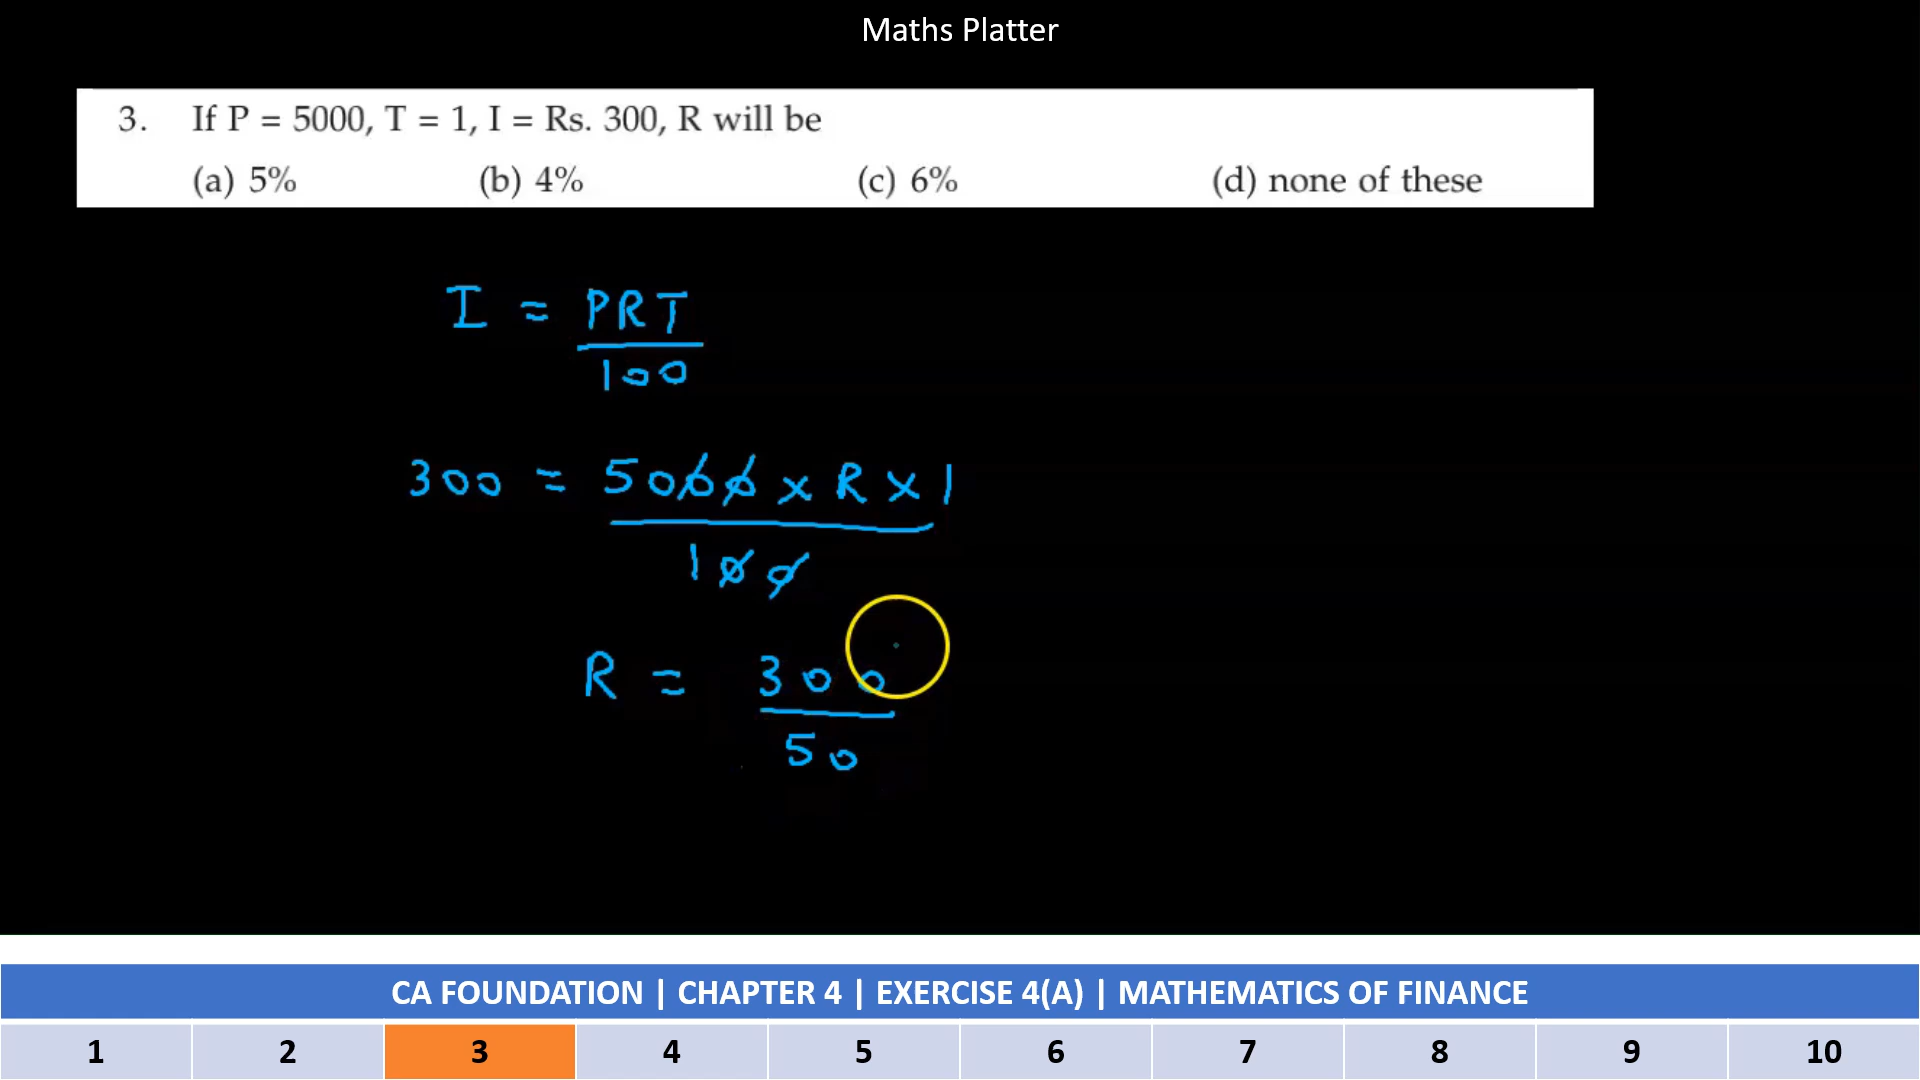 Maths Platter
3. If P = 5000, T = 1, I = Rs. 300, R will be
(a) 5% (b) 4% (c) 6% (d) none of these
I = PRT
100
300 = 5000 x R x 1
100
R = 300
50
CA FOUNDATION | CHAPTER 4 | EXERCISE 4(A) | MATHEMATICS OF FINANCE
1 2 3 4 5 6 7 8 9 10